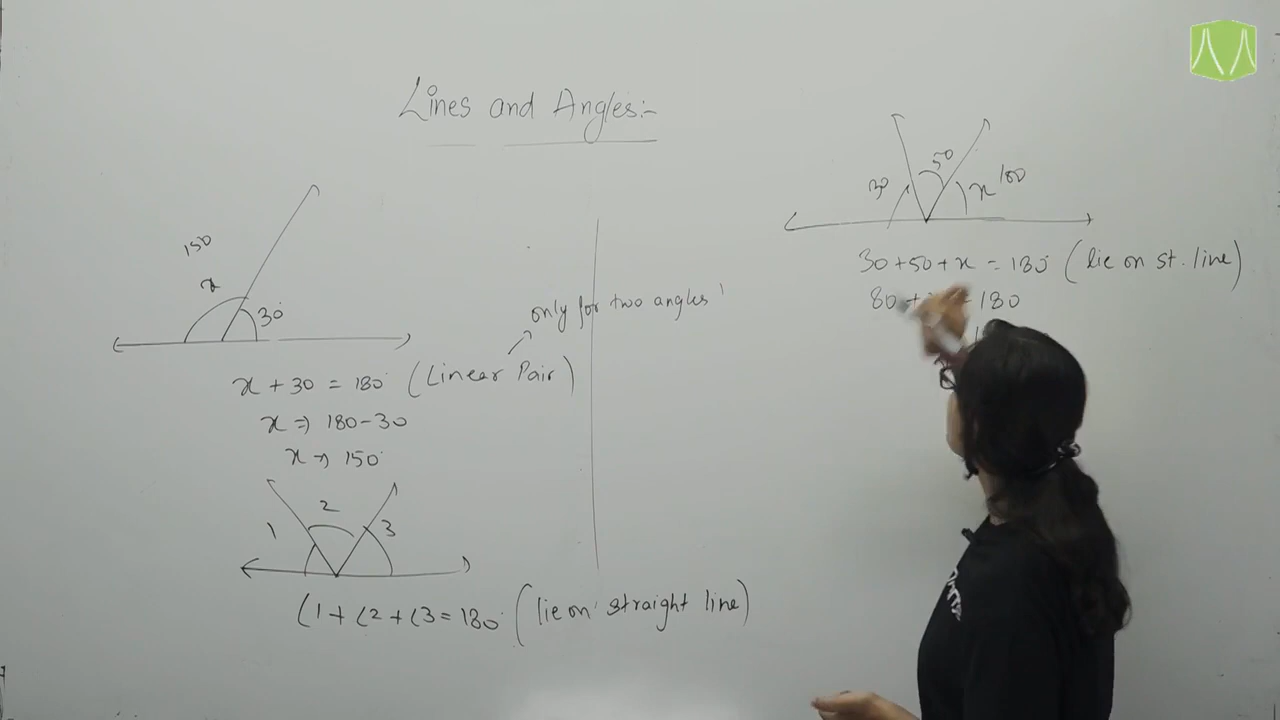 Lines and Angles:-
150
x
30°
x + 30 = 180° (Linear Pair)
only for two angles
x => 180-30
x → 150°
1
2
3
∠1 + ∠2 + ∠3 = 180° (lie on straight line)
30
50
x
100
30+50+x = 180° (lie on st. line)
80 + = 180